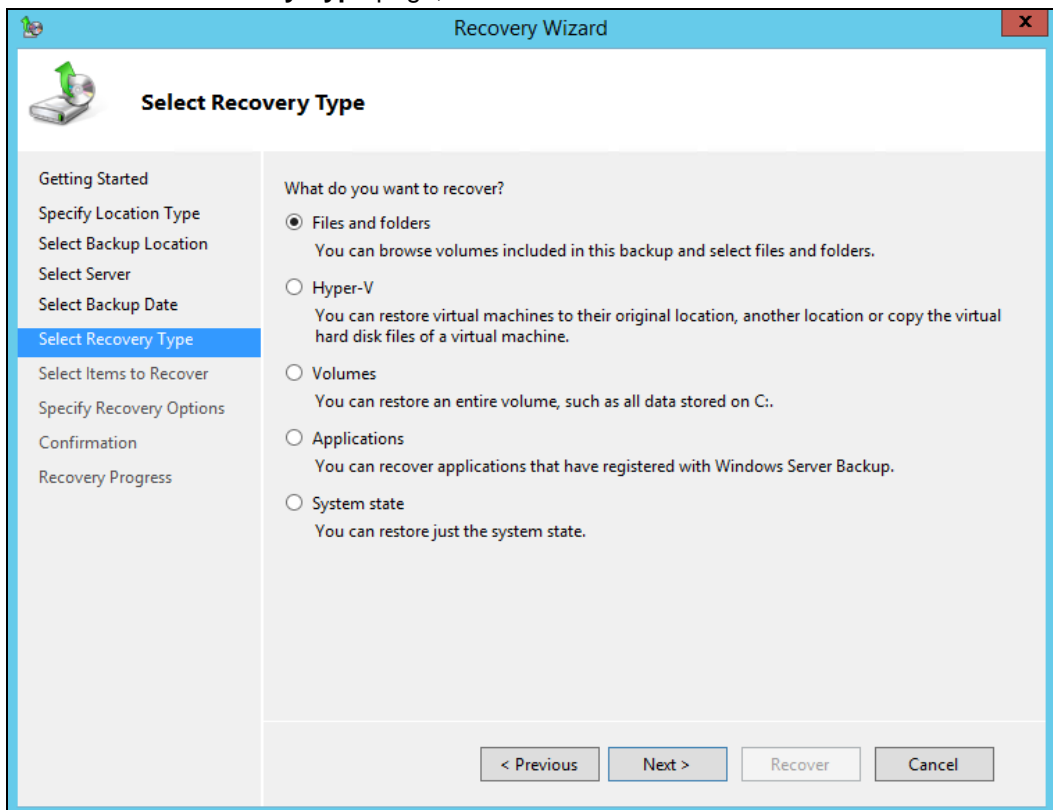 Recovery Wizard
X
Select Recovery Type
Getting Started
Specify Location Type
Select Backup Location
Select Server
Select Backup Date
Select Recovery Type
Select Items to Recover
Specify Recovery Options
Confirmation
Recovery Progress
What do you want to recover?
Files and folders
You can browse volumes included in this backup and select files and folders.
Hyper-V
You can restore virtual machines to their original location, another location or copy the virtual
hard disk files of a virtual machine.
Volumes
You can restore an entire volume, such as all data stored on C:.
Applications
You can recover applications that have registered with Windows Server Backup.
System state
You can restore just the system state.
< Previous
Next >
Recover
Cancel